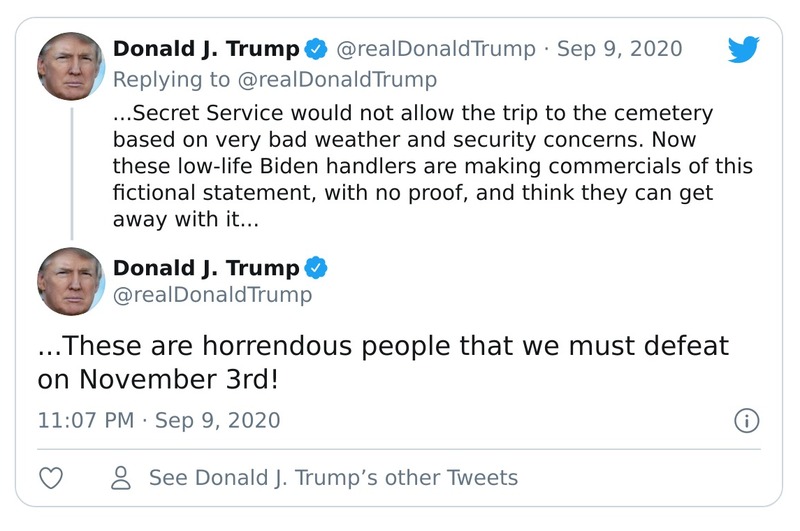 Donald J. Trump @realDonaldTrump · Sep 9, 2020
Replying to @realDonaldTrump
...Secret Service would not allow the trip to the cemetery
based on very bad weather and security concerns. Now
these low-life Biden handlers are making commercials of this
fictional statement, with no proof, and think they can get
away with it...
Donald J. Trump
@realDonaldTrump
...These are horrendous people that we must defeat
on November 3rd!
11:07 PM · Sep 9, 2020
See Donald J. Trump’s other Tweets